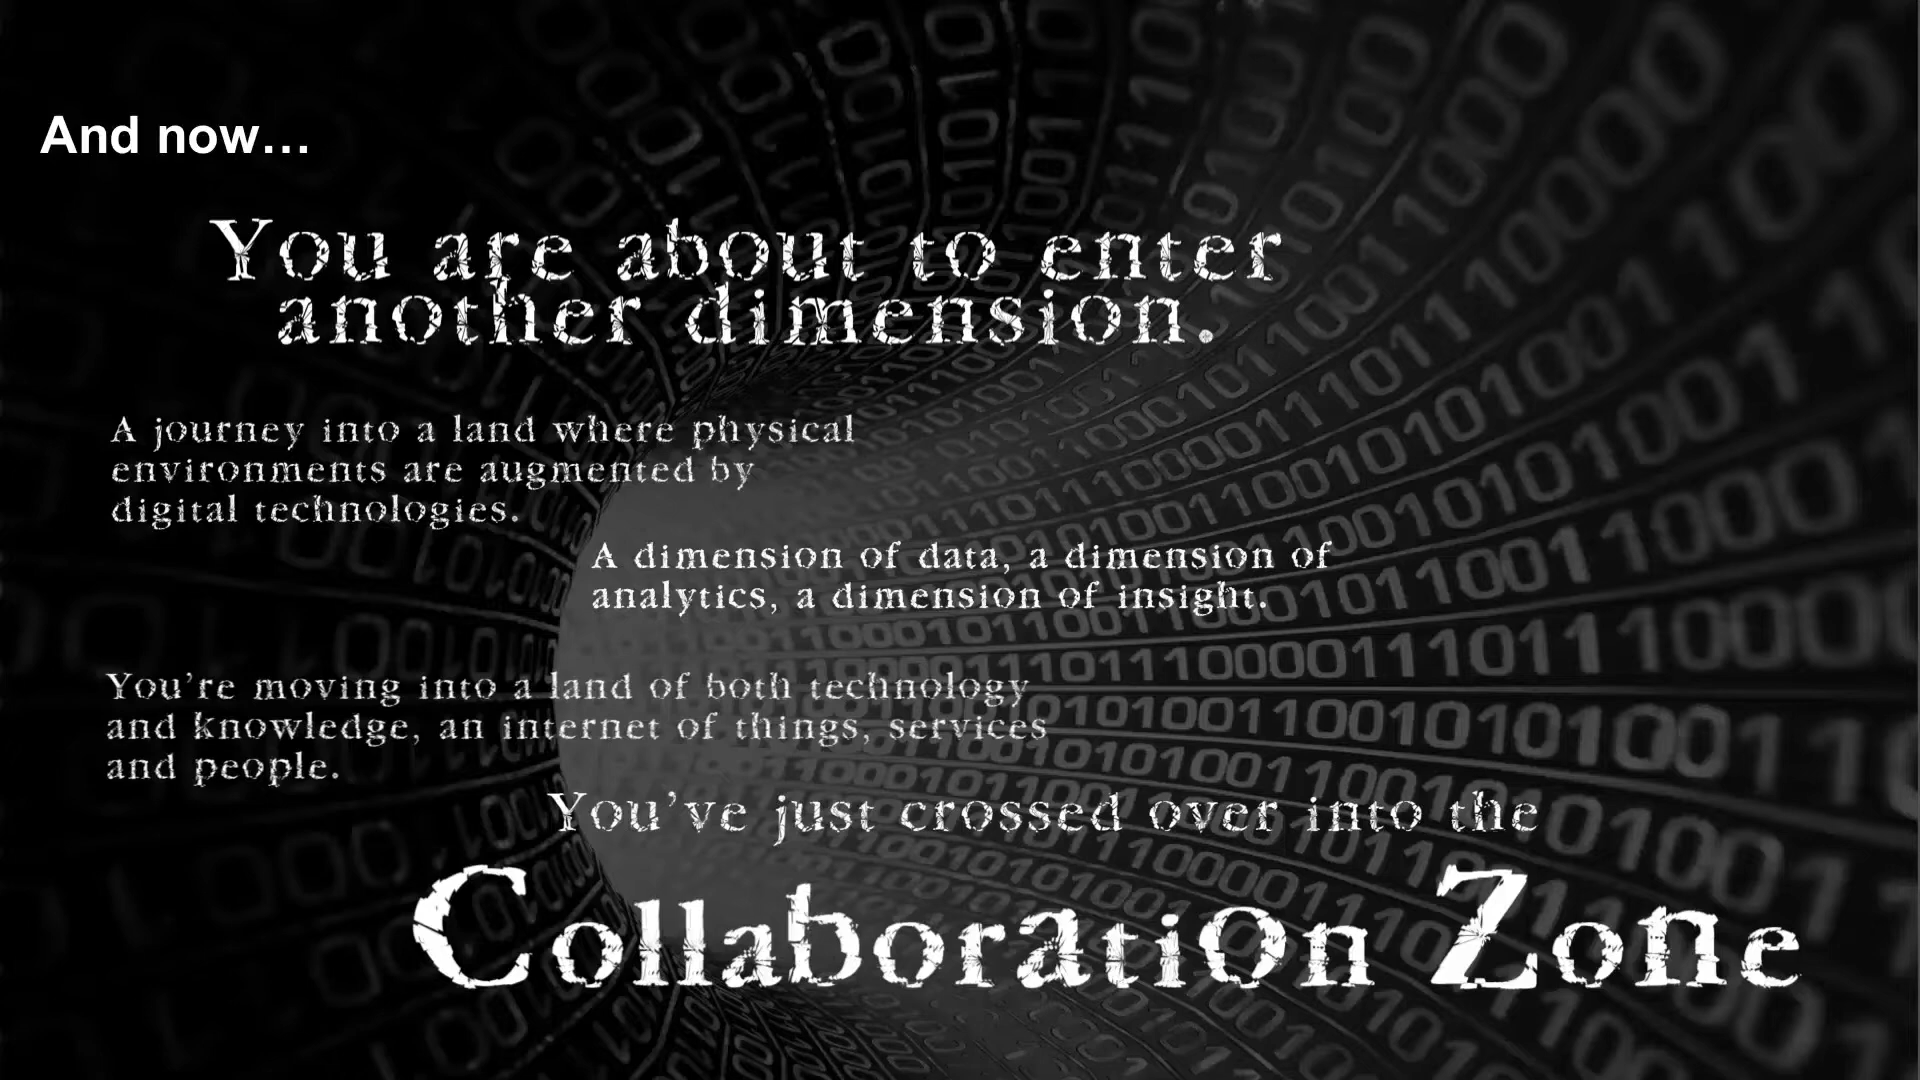 And now…
You are about to enter
another dimension.
A journey into a land where physical
environments are augmented by
digital technologies.
A dimension of data, a dimension of
analytics, a dimension of insight.
You’re moving into a land of both technology
and knowledge, an internet of things, services
and people.
You’ve just crossed over into the
Collaboration Zone